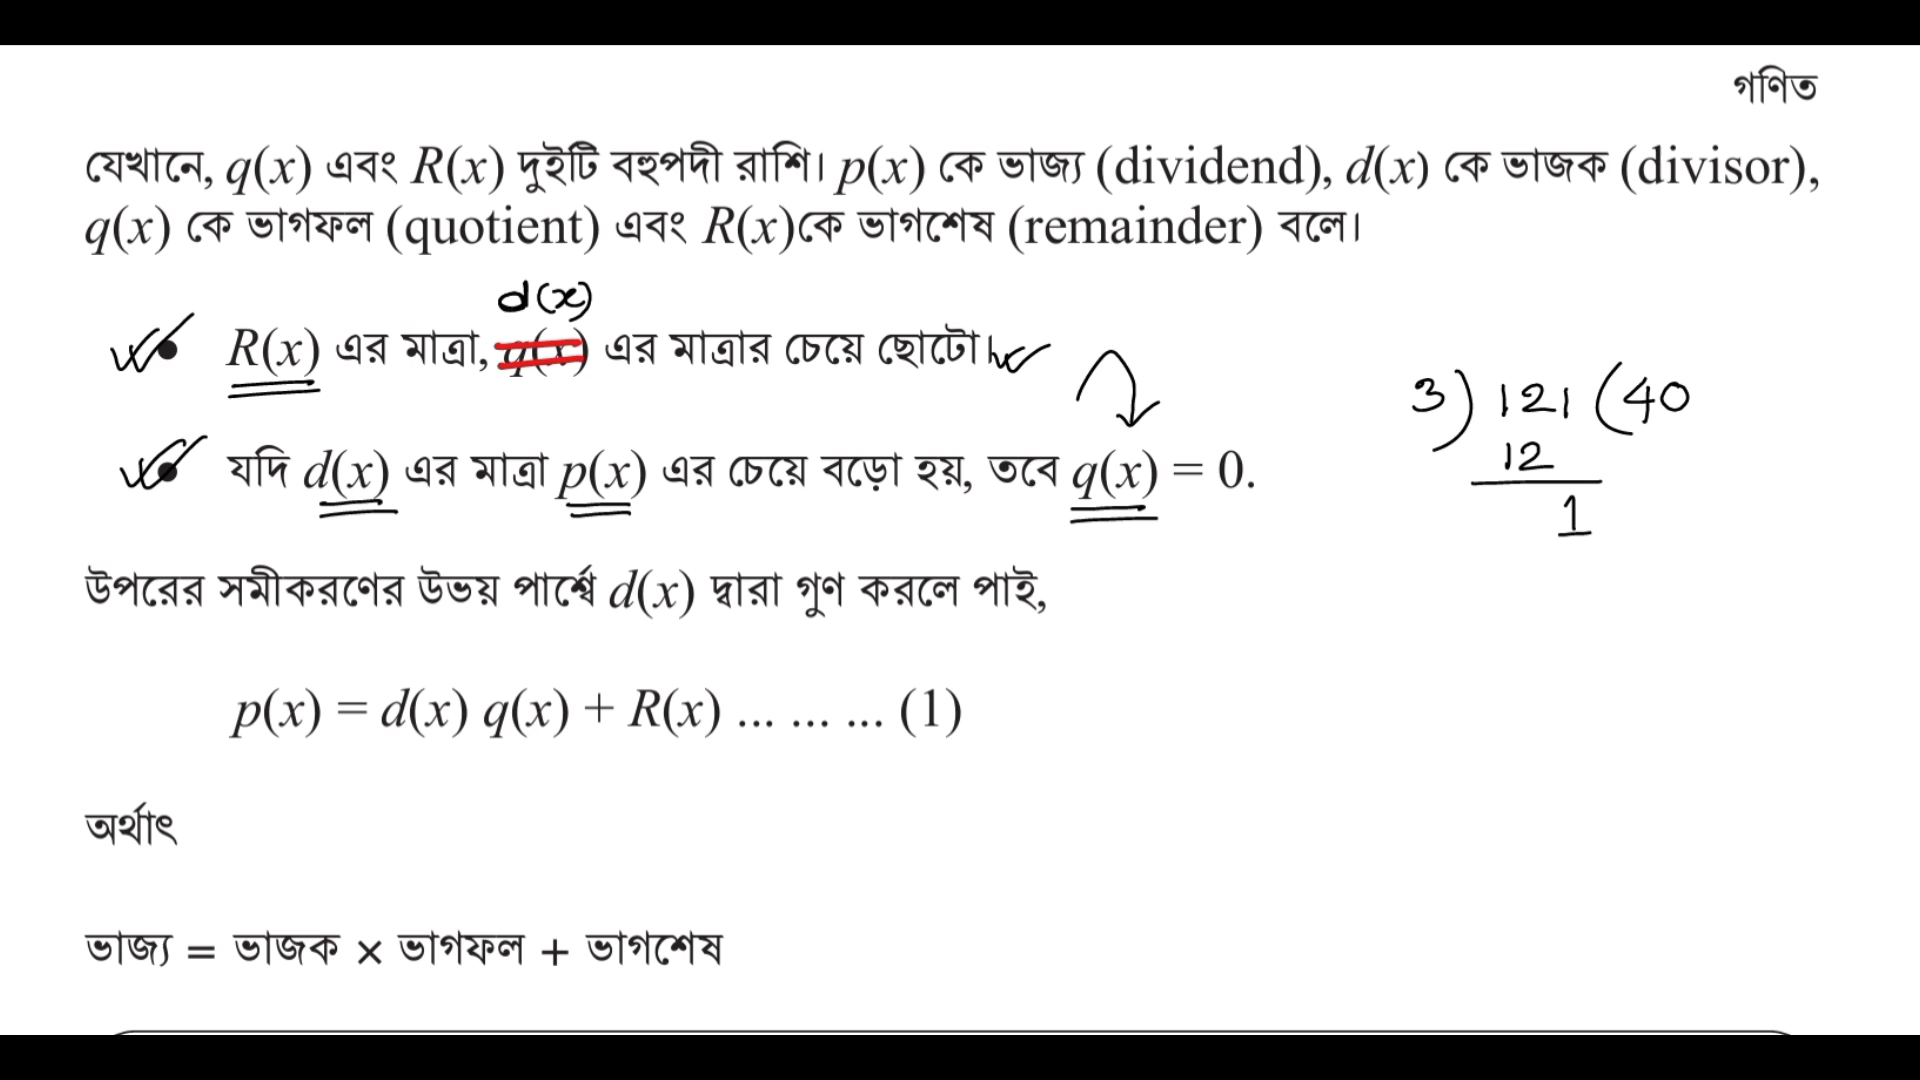 গণিত
যেখানে, q(x) এবং R(x) দুইটি বহুপদী রাশি। p(x) কে ভাজ্য (dividend), d(x) কে ভাজক (divisor),
q(x) কে ভাগফল (quotient) এবং R(x)কে ভাগশেষ (remainder) বলে।
d(x)
R(x) এর মাত্রা, q(x) এর মাত্রার চেয়ে ছোটো।
3) 121 (40
12
1
যদি d(x) এর মাত্রা p(x) এর চেয়ে বড়ো হয়, তবে q(x) = 0.
উপরের সমীকরণের উভয় পার্শ্বে d(x) দ্বারা গুণ করলে পাই,
p(x) = d(x) q(x) + R(x) ... ... ... (1)
অর্থাৎ
ভাজ্য = ভাজক × ভাগফল + ভাগশেষ